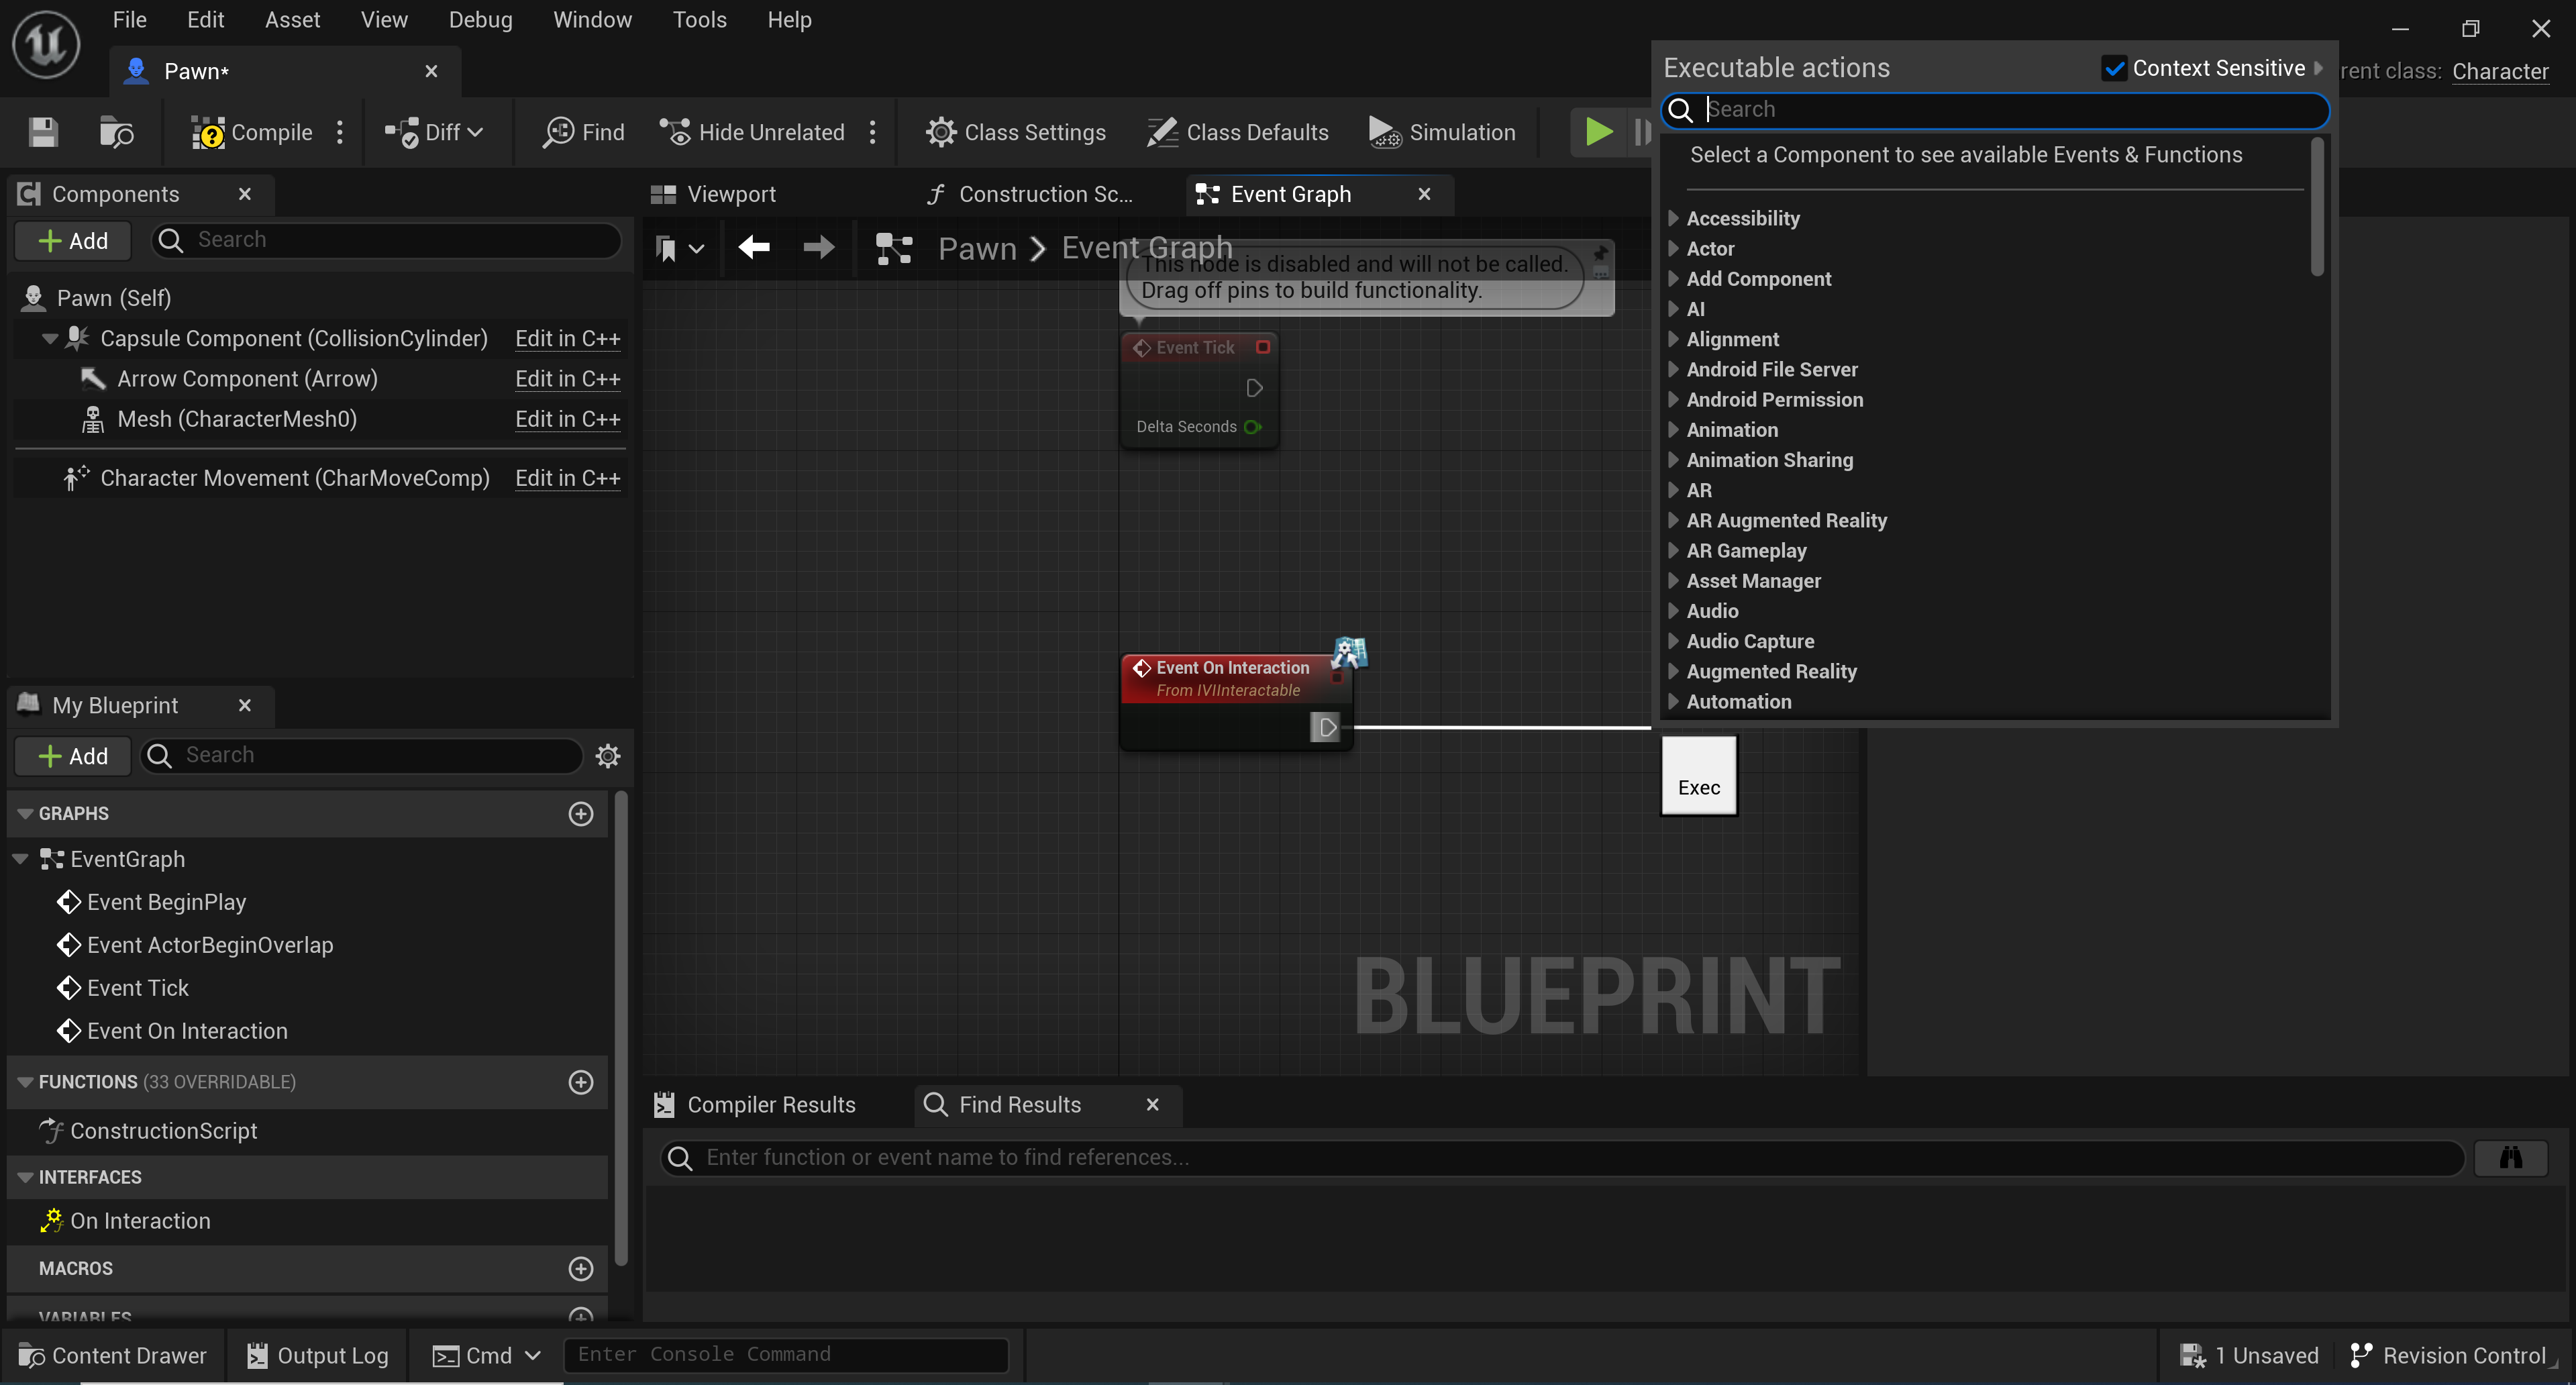 File Edit Asset View Debug Window Tools Help
Pawn*
rent class: Character
Compile
Diff
Find
Hide Unrelated
Class Settings
Class Defaults
Simulation
Components
Add
Search
Pawn (Self)
Capsule Component (CollisionCylinder) Edit in C++
Arrow Component (Arrow) Edit in C++
Mesh (CharacterMesh0) Edit in C++
Character Movement (CharMoveComp) Edit in C++
My Blueprint
Add
Search
GRAPHS
EventGraph
Event BeginPlay
Event ActorBeginOverlap
Event Tick
Event On Interaction
FUNCTIONS (33 OVERRIDABLE)
ConstructionScript
INTERFACES
On Interaction
MACROS
VARIABLES
Viewport
Construction Sc...
Event Graph
Pawn > Event Graph
This node is disabled and will not be called.
Drag off pins to build functionality.
Event Tick
Delta Seconds
Event On Interaction
From IVIInteractable
Exec
BLUEPRINT
Executable actions
Context Sensitive
Search
Select a Component to see available Events & Functions
Accessibility
Actor
Add Component
AI
Alignment
Android File Server
Android Permission
Animation
Animation Sharing
AR
AR Augmented Reality
AR Gameplay
Asset Manager
Audio
Audio Capture
Augmented Reality
Automation
Compiler Results
Find Results
Enter function or event name to find references...
Content Drawer
Output Log
Cmd
Enter Console Command
1 Unsaved
Revision Control